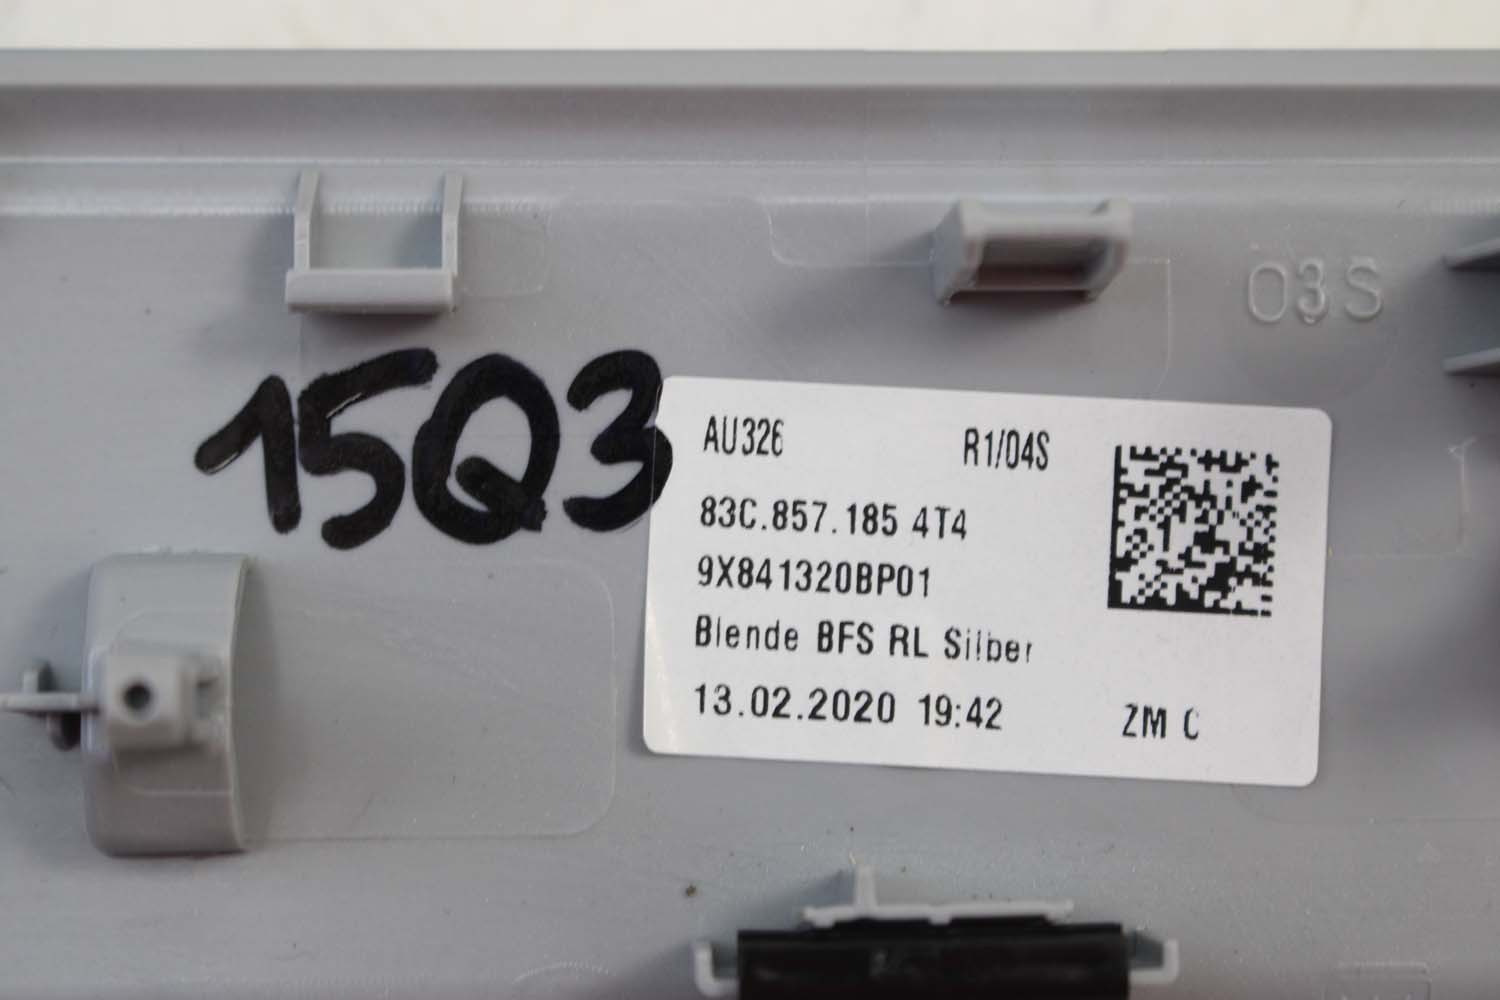 03S
15Q3
AU326 R1/04S
83C.857.185 4T4
9X841320BP01
Blende BFS RL Silber
13.02.2020 19:42 ZM C